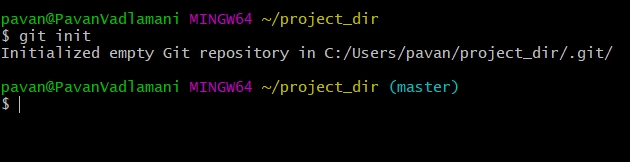 pavan@PavanVadlamani MINGW64 ~/project_dir
$ git init
Initialized empty Git repository in C:/Users/pavan/project_dir/.git/
pavan@PavanVadlamani MINGW64 ~/project_dir (master)
$